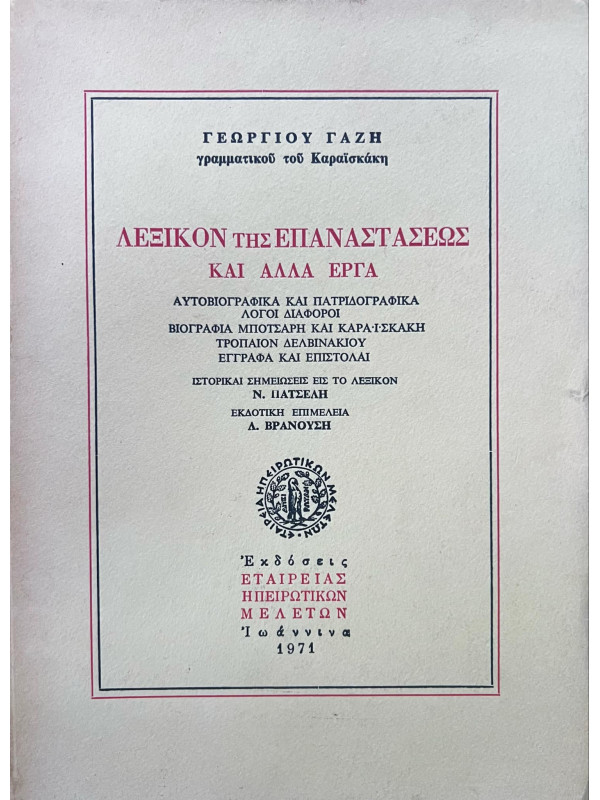 ΓΕΩΡΓΙΟΥ ΓΑΖΗ
γραμματικοῦ τοῦ Καραϊσκάκη
ΛΕΞΙΚΟΝ ΤΗΣ ΕΠΑΝΑΣΤΑΣΕΩΣ
ΚΑΙ ΑΛΛΑ ΕΡΓΑ
ΑΥΤΟΒΙΟΓΡΑΦΙΚΑ ΚΑΙ ΠΑΤΡΙΔΟΓΡΑΦΙΚΑ
ΛΟΓΟΙ ΔΙΑΦΟΡΟΙ
ΒΙΟΓΡΑΦΙΑ ΜΠΟΤΣΑΡΗ ΚΑΙ ΚΑΡΑ·Ι·ΣΚΑΚΗ
ΤΡΟΠΑΙΟΝ ΔΕΛΒΙΝΑΚΙΟΥ
ΕΓΓΡΑΦΑ ΚΑΙ ΕΠΙΣΤΟΛΑΙ
ΙΣΤΟΡΙΚΑΙ ΣΗΜΕΙΩΣΕΙΣ ΕΙΣ ΤΟ ΛΕΞΙΚΟΝ
Ν. ΠΑΤΣΕΛΗ
ΕΚΔΟΤΙΚΗ ΕΠΙΜΕΛΕΙΑ
Λ. ΒΡΑΝΟΥΣΗ
ΕΤΑΙΡΕΙΑ ΗΠΕΙΡΩΤΙΚΩΝ ΜΕΛΕΤΩΝ
Ἐκδόσεις
ΕΤΑΙΡΕΙΑΣ
ΗΠΕΙΡΩΤΙΚΩΝ
ΜΕΛΕΤΩΝ
Ἰωάννινα
1971